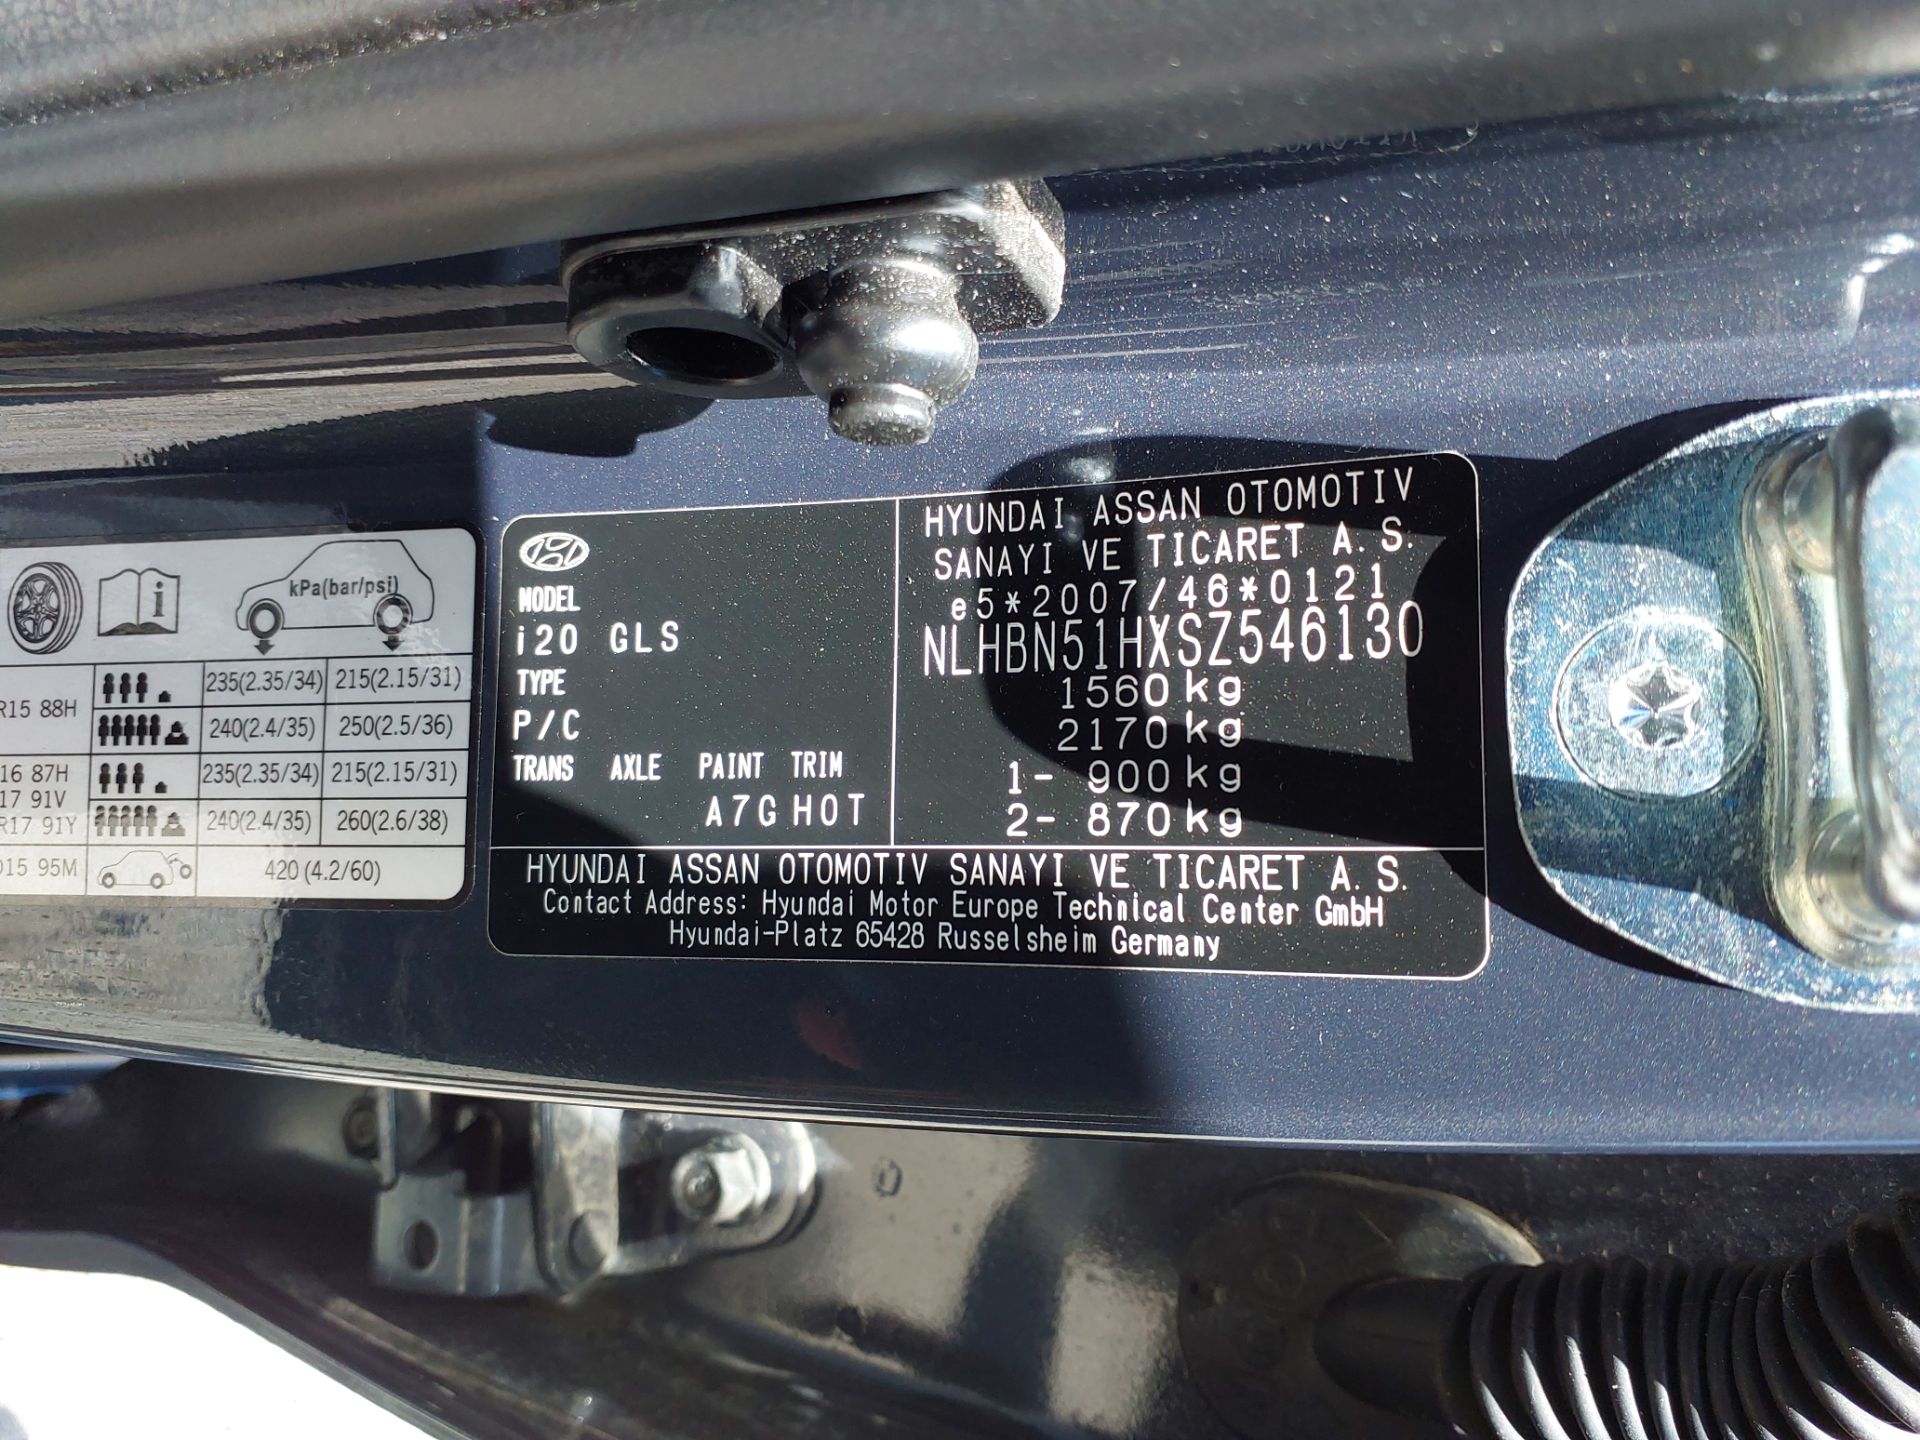 kPa(bar/psi)
R15 88H
235(2.35/34) 215(2.15/31)
240(2.4/35) 250(2.5/36)
16 87H
17 91V
R17 91Y
235(2.35/34) 215(2.15/31)
240(2.4/35) 260(2.6/38)
D15 95M
420 (4.2/60)
MODEL
i20 GLS
TYPE
P/C
TRANS AXLE PAINT TRIM
A7G HOT
HYUNDAI ASSAN OTOMOTIV
SANAYI VE TICARET A. S.
e5*2007/46*0121
NLHBN51HXSZ546130
1560 kg
2170 kg
1- 900 kg
2- 870 kg
HYUNDAI ASSAN OTOMOTIV SANAYI VE TICARET A. S.
Contact Address: Hyundai Motor Europe Technical Center GmbH
Hyundai-Platz 65428 Russelsheim Germany